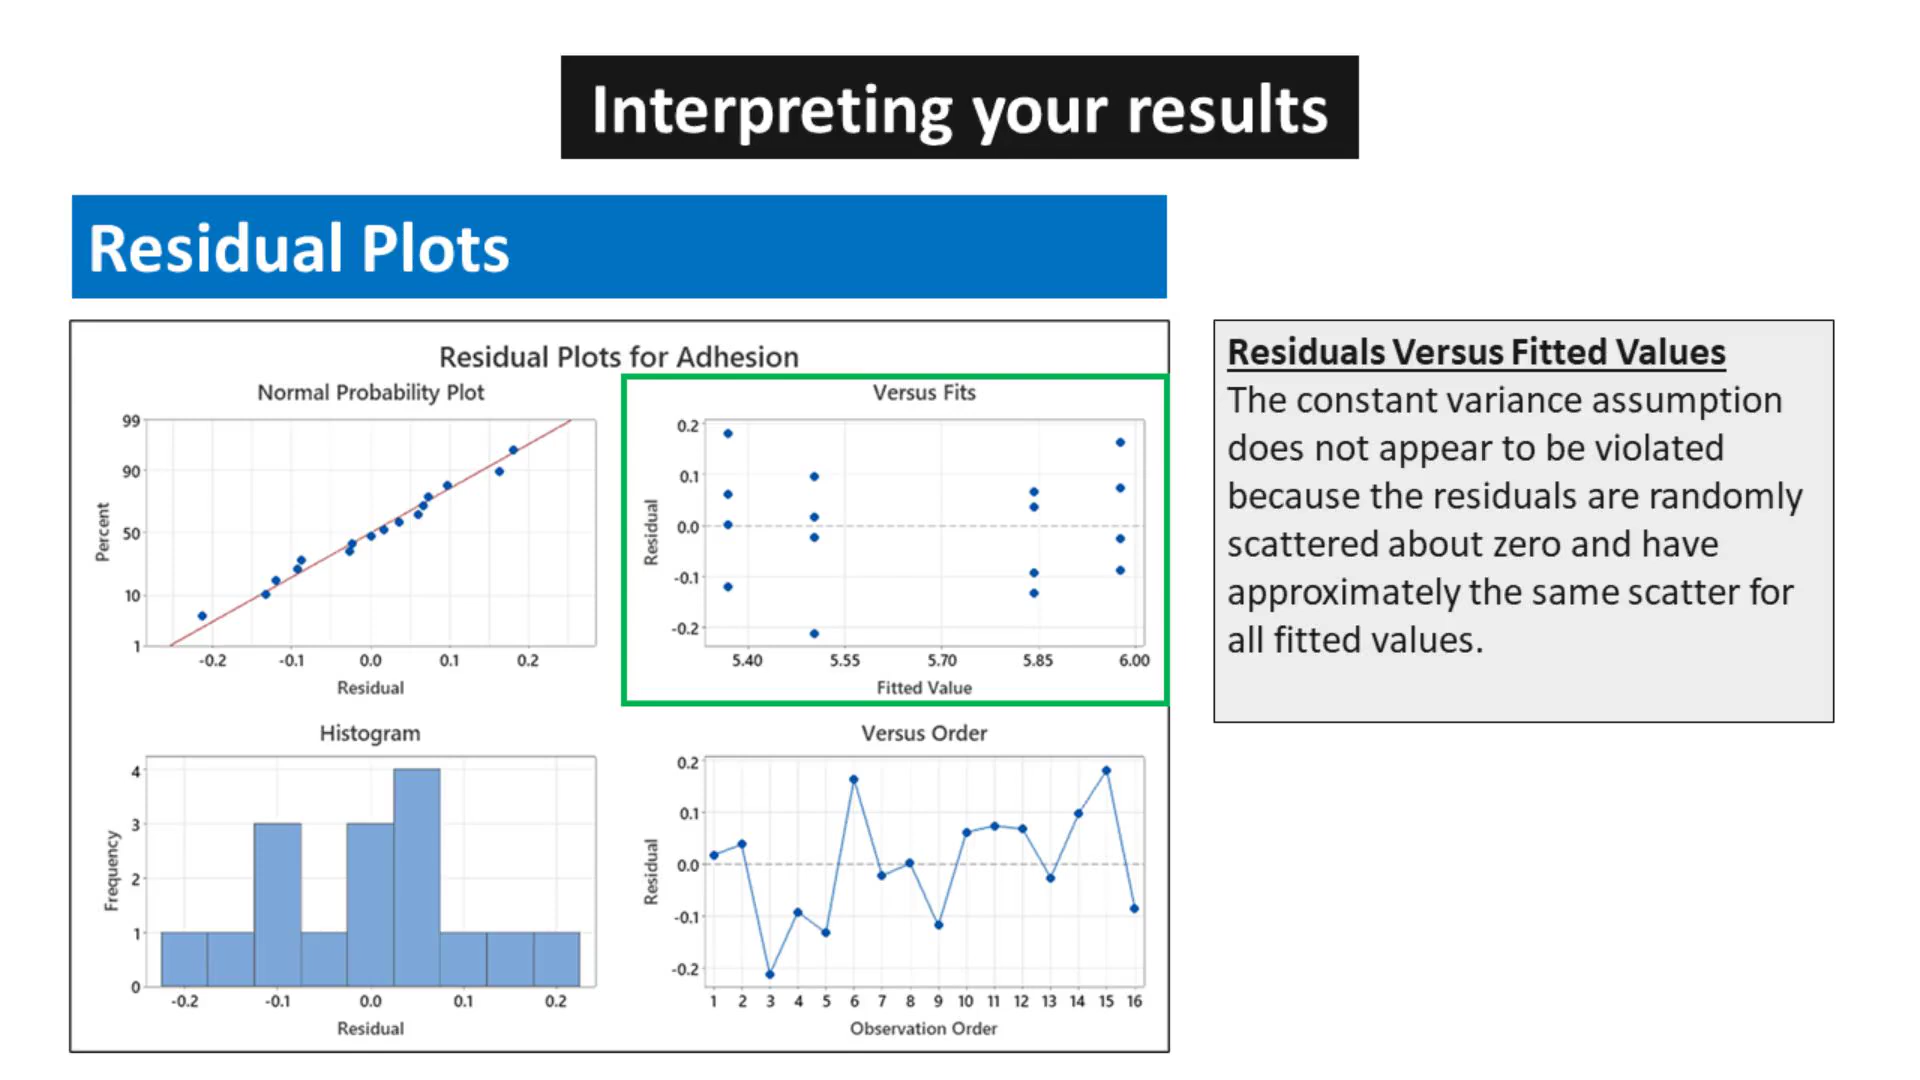 Interpreting your results
Residual Plots
Residual Plots for Adhesion
Normal Probability Plot
99
90
50
10
1
Percent
-0.2 -0.1 0.0 0.1 0.2
Residual
Versus Fits
0.2
0.1
0.0
-0.1
-0.2
Residual
5.40 5.55 5.70 5.85 6.00
Fitted Value
Histogram
4
3
2
1
0
Frequency
-0.2 -0.1 0.0 0.1 0.2
Residual
Versus Order
0.2
0.1
0.0
-0.1
-0.2
Residual
1 2 3 4 5 6 7 8 9 10 11 12 13 14 15 16
Observation Order
Residuals Versus Fitted Values
The constant variance assumption
does not appear to be violated
because the residuals are randomly
scattered about zero and have
approximately the same scatter for
all fitted values.